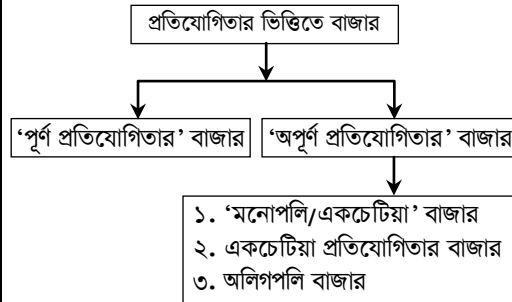 প্রতিযোগিতার ভিত্তিতে বাজার
‘পূর্ণ প্রতিযোগিতার’ বাজার
‘অপূর্ণ প্রতিযোগিতার’ বাজার
১. ‘মনোপলি/একচেটিয়া’ বাজার
২. একচেটিয়া প্রতিযোগিতার বাজার
৩. অলিগপলি বাজার